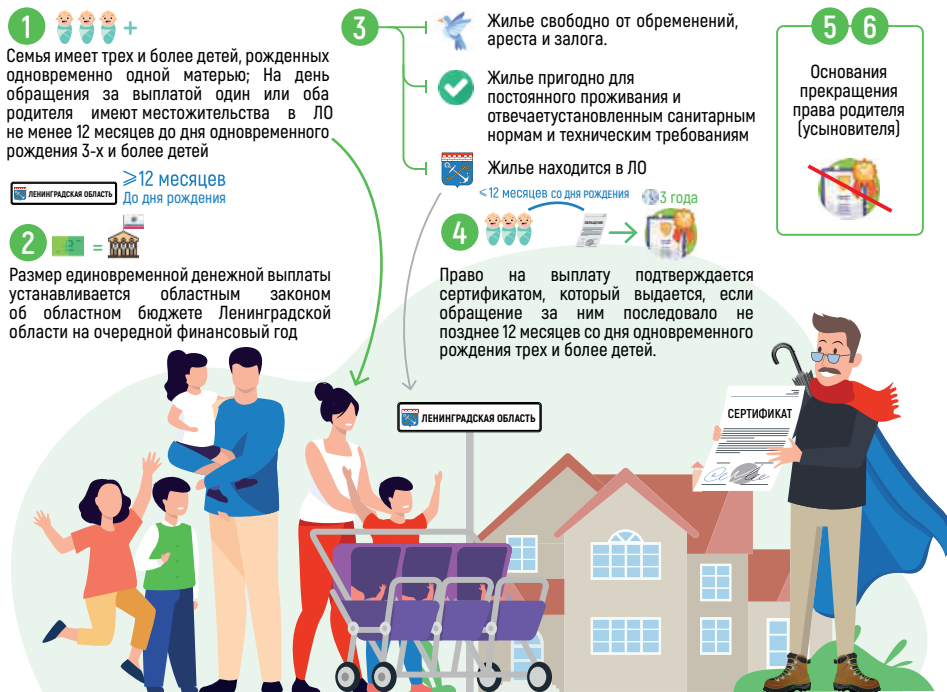 1
+
Семья имеет трех и более детей, рожденных
одновременно одной матерью; На день
обращения за выплатой один или оба
родителя имеют местожительства в ЛО
не менее 12 месяцев до дня одновременного
рождения 3-х и более детей
ЛЕНИНГРАДСКАЯ ОБЛАСТЬ
⩾12 месяцев
До дня рождения
2
=
Размер единовременной денежной выплаты
устанавливается областным законом
об областном бюджете Ленинградской
области на очередной финансовый год
3
Жилье свободно от обременений,
ареста и залога.
Жилье пригодно для
постоянного проживания и
отвечаетустановленным санитарным
нормам и техническим требованиям
Жилье находится в ЛО
< 12 месяцев со дня рождения
3 года
4
Право на выплату подтверждается
сертификатом, который выдается, если
обращение за ним последовало не
позднее 12 месяцев со дня одновременного
рождения трех и более детей.
5 6
Основания
прекращения
права родителя
(усыновителя)
ЛЕНИНГРАДСКАЯ ОБЛАСТЬ
СЕРТИФИКАТ